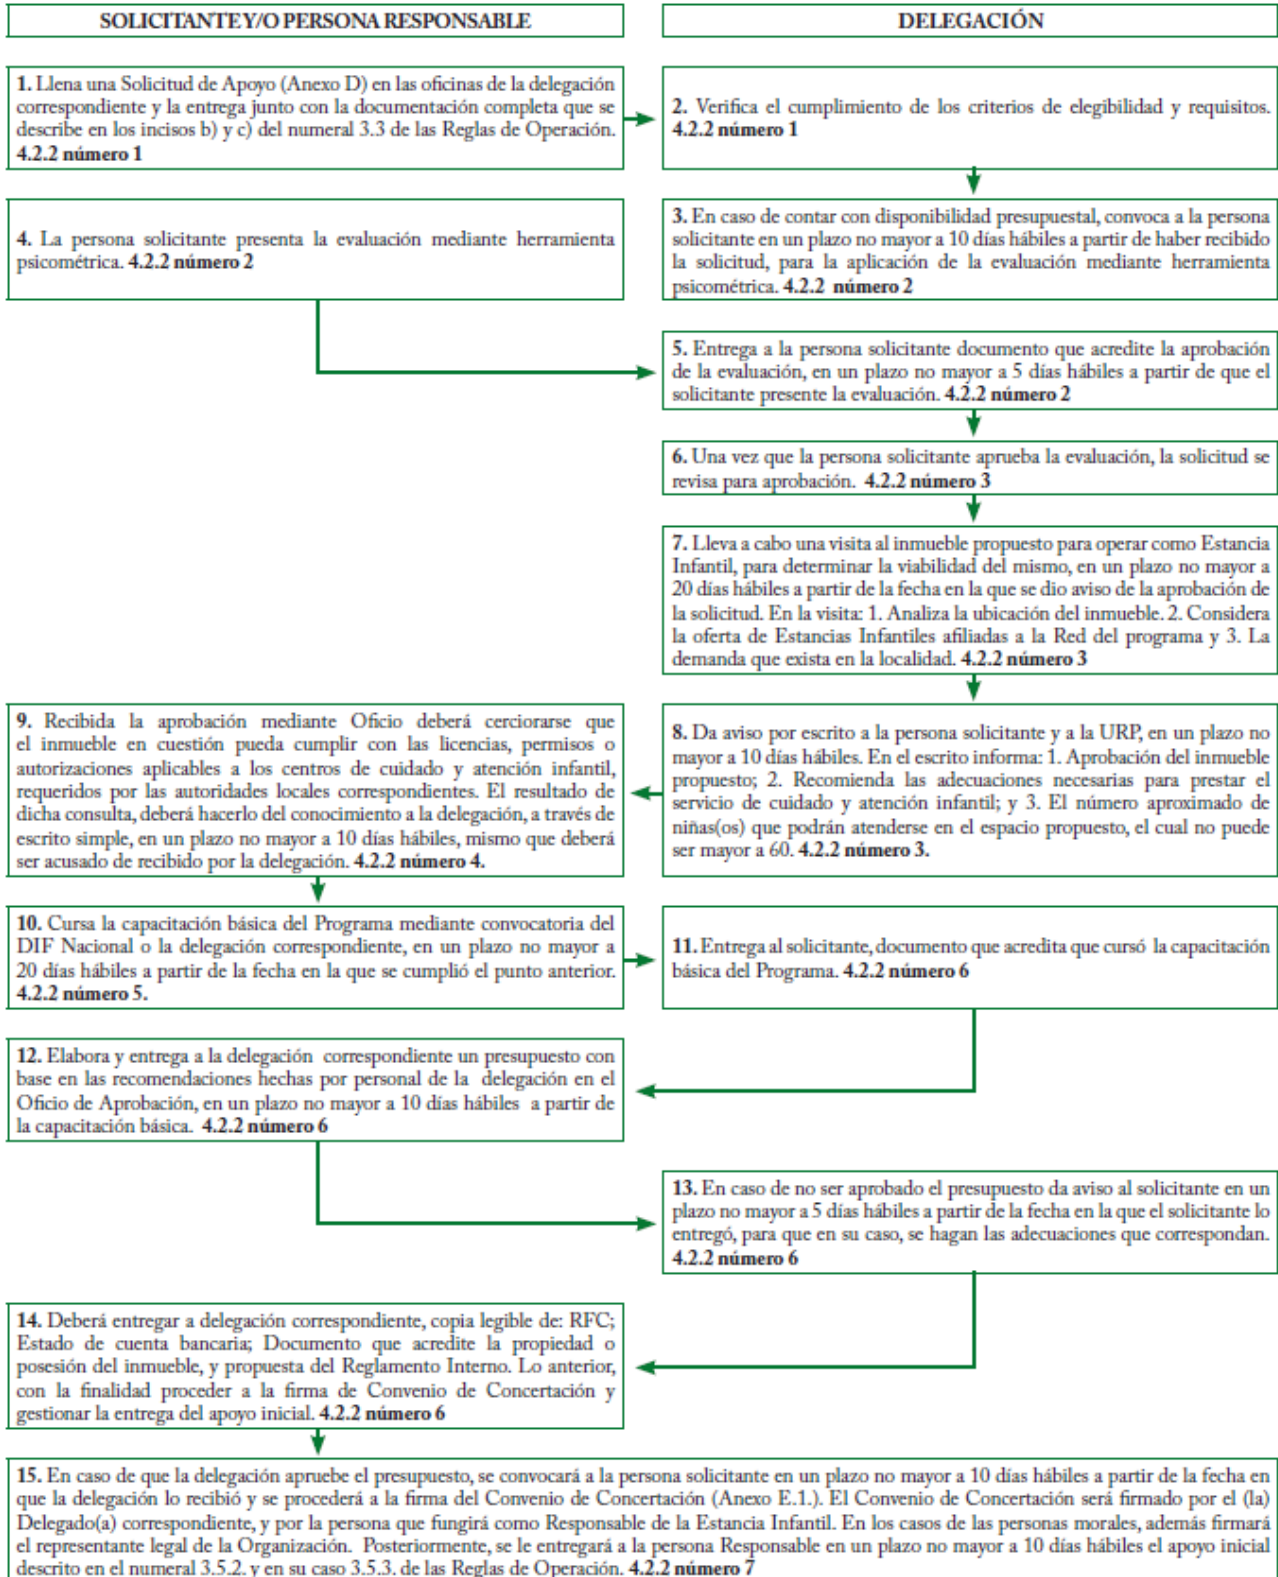 SOLICITANTE Y/O PERSONA RESPONSABLE
DELEGACIÓN
1. Llena una Solicitud de Apoyo (Anexo D) en las oficinas de la delegación
correspondiente y la entrega junto con la documentación completa que se
describe en los incisos b) y c) del numeral 3.3 de las Reglas de Operación.
4.2.2 número 1
2. Verifica el cumplimiento de los criterios de elegibilidad y requisitos.
4.2.2 número 1
3. En caso de contar con disponibilidad presupuestal, convoca a la persona
solicitante en un plazo no mayor a 10 días hábiles a partir de haber recibido
la solicitud, para la aplicación de la evaluación mediante herramienta
psicométrica. 4.2.2 número 2
4. La persona solicitante presenta la evaluación mediante herramienta
psicométrica. 4.2.2 número 2
5. Entrega a la persona solicitante documento que acredite la aprobación
de la evaluación, en un plazo no mayor a 5 días hábiles a partir de que el
solicitante presente la evaluación. 4.2.2 número 2
6. Una vez que la persona solicitante aprueba la evaluación, la solicitud se
revisa para aprobación. 4.2.2 número 3
7. Lleva a cabo una visita al inmueble propuesto para operar como Estancia
Infantil, para determinar la viabilidad del mismo, en un plazo no mayor a
20 días hábiles a partir de la fecha en la que se dio aviso de la aprobación de
la solicitud. En la visita: 1. Analiza la ubicación del inmueble. 2. Considera
la oferta de Estancias Infantiles afiliadas a la Red del programa y 3. La
demanda que exista en la localidad. 4.2.2 número 3
8. Da aviso por escrito a la persona solicitante y a la URP, en un plazo no
mayor a 10 días hábiles. En el escrito informa: 1. Aprobación del inmueble
propuesto; 2. Recomienda las adecuaciones necesarias para prestar el
servicio de cuidado y atención infantil; y 3. El número aproximado de
niñas(os) que podrán atenderse en el espacio propuesto, el cual no puede
ser mayor a 60. 4.2.2 número 3.
9. Recibida la aprobación mediante Oficio deberá cerciorarse que
el inmueble en cuestión pueda cumplir con las licencias, permisos o
autorizaciones aplicables a los centros de cuidado y atención infantil,
requeridos por las autoridades locales correspondientes. El resultado de
dicha consulta, deberá hacerlo del conocimiento a la delegación, a través de
escrito simple, en un plazo no mayor a 10 días hábiles, mismo que deberá
ser acusado de recibido por la delegación. 4.2.2 número 4.
10. Cursa la capacitación básica del Programa mediante convocatoria del
DIF Nacional o la delegación correspondiente, en un plazo no mayor a
20 días hábiles a partir de la fecha en la que se cumplió el punto anterior.
4.2.2 número 5.
11. Entrega al solicitante, documento que acredita que cursó la capacitación
básica del Programa. 4.2.2 número 6
12. Elabora y entrega a la delegación correspondiente un presupuesto con
base en las recomendaciones hechas por personal de la delegación en el
Oficio de Aprobación, en un plazo no mayor a 10 días hábiles a partir de
la capacitación básica. 4.2.2 número 6
13. En caso de no ser aprobado el presupuesto da aviso al solicitante en un
plazo no mayor a 5 días hábiles a partir de la fecha en la que el solicitante lo
entregó, para que en su caso, se hagan las adecuaciones que correspondan.
4.2.2 número 6
14. Deberá entregar a delegación correspondiente, copia legible de: RFC;
Estado de cuenta bancaria; Documento que acredite la propiedad o
posesión del inmueble, y propuesta del Reglamento Interno. Lo anterior,
con la finalidad proceder a la firma de Convenio de Concertación y
gestionar la entrega del apoyo inicial. 4.2.2 número 6
15. En caso de que la delegación apruebe el presupuesto, se convocará a la persona solicitante en un plazo no mayor a 10 días hábiles a partir de la fecha en
que la delegación lo recibió y se procederá a la firma del Convenio de Concertación (Anexo E.1.). El Convenio de Concertación será firmado por el (la)
Delegado(a) correspondiente, y por la persona que fungirá como Responsable de la Estancia Infantil. En los casos de las personas morales, además firmará
el representante legal de la Organización. Posteriormente, se le entregará a la persona Responsable en un plazo no mayor a 10 días hábiles el apoyo inicial
descrito en el numeral 3.5.2. y en su caso 3.5.3. de las Reglas de Operación. 4.2.2 número 7